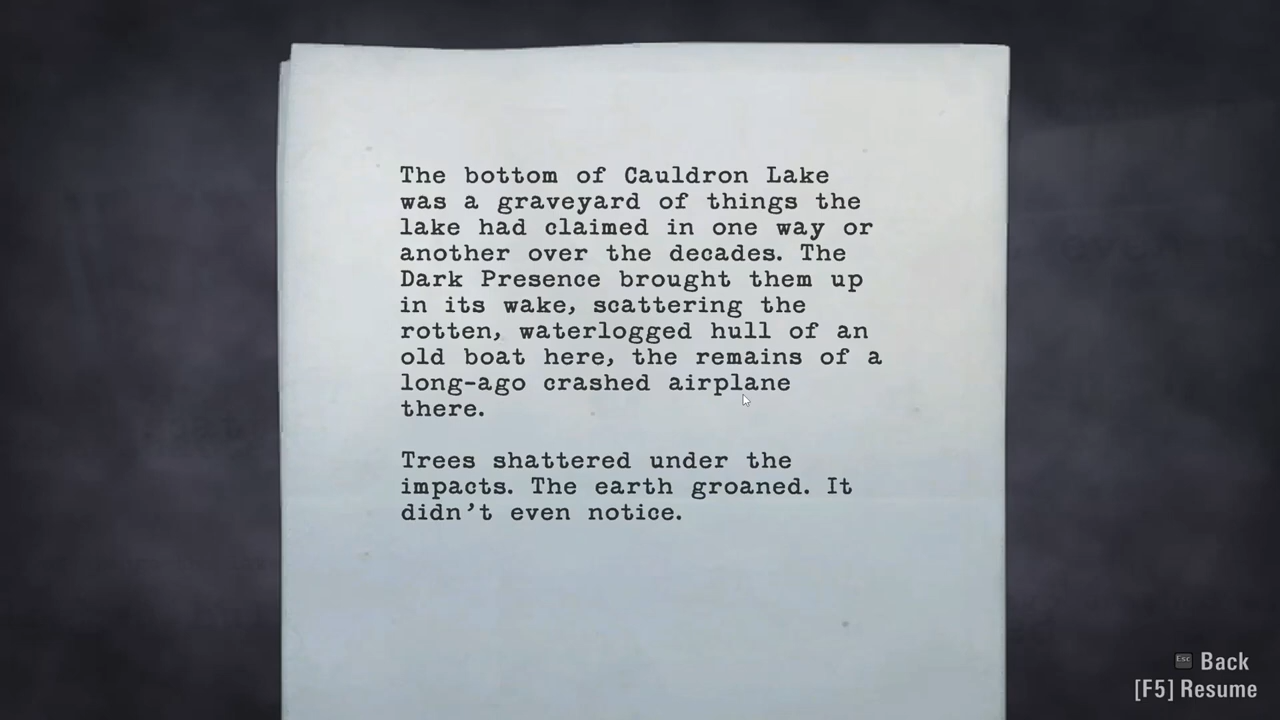 The bottom of Cauldron Lake
was a graveyard of things the
lake had claimed in one way or
another over the decades. The
Dark Presence brought them up
in its wake, scattering the
rotten, waterlogged hull of an
old boat here, the remains of a
long-ago crashed airplane
there.
Trees shattered under the
impacts. The earth groaned. It
didn't even notice.
Esc Back
[F5] Resume